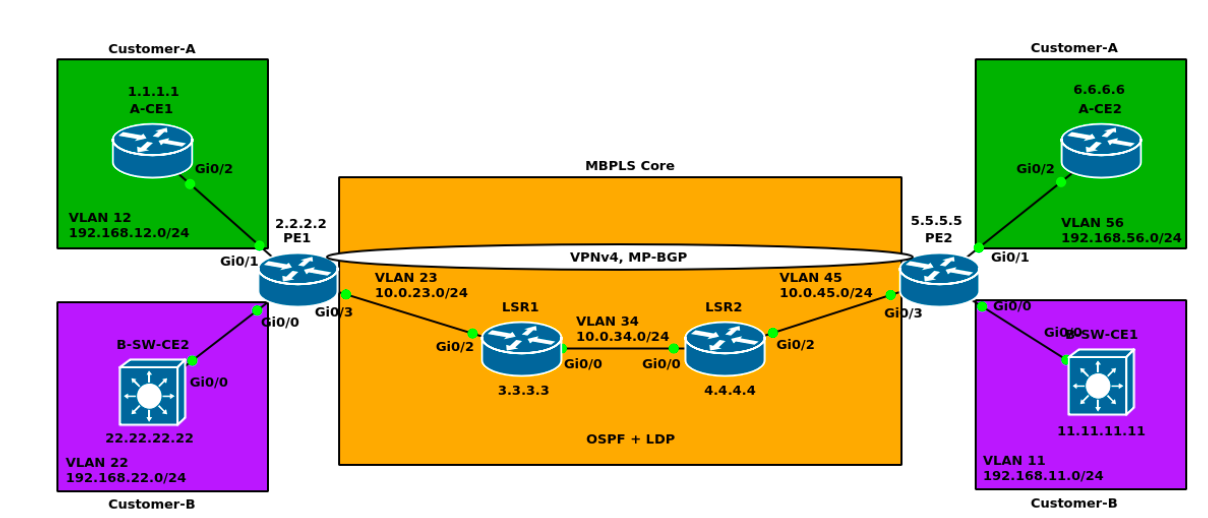 Customer-A
1.1.1.1
A-CE1
Gi0/2
VLAN 12
192.168.12.0/24
2.2.2.2
PE1
Gi0/1
Gi0/0
Gi0/3
B-SW-CE2
Gi0/0
22.22.22.22
VLAN 22
192.168.22.0/24
Customer-B
MBPLS Core
VPNv4, MP-BGP
VLAN 23
10.0.23.0/24
LSR1
Gi0/2
Gi0/0
3.3.3.3
VLAN 34
10.0.34.0/24
LSR2
Gi0/0
Gi0/2
4.4.4.4
VLAN 45
10.0.45.0/24
OSPF + LDP
Customer-A
6.6.6.6
A-CE2
Gi0/2
VLAN 56
192.168.56.0/24
5.5.5.5
PE2
Gi0/1
Gi0/0
Gi0/3
Gi0/0
B-SW-CE1
11.11.11.11
VLAN 11
192.168.11.0/24
Customer-B